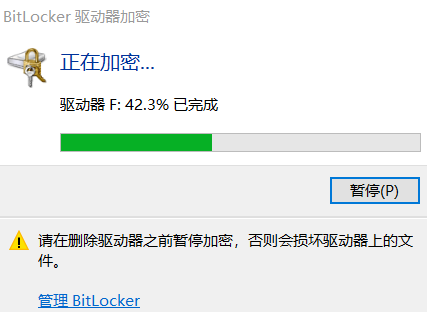 BitLocker 驱动器加密
正在加密...
驱动器 F: 42.3% 已完成
暂停(P)
请在删除驱动器之前暂停加密，否则会损坏驱动器上的文
件。
管理 BitLocker